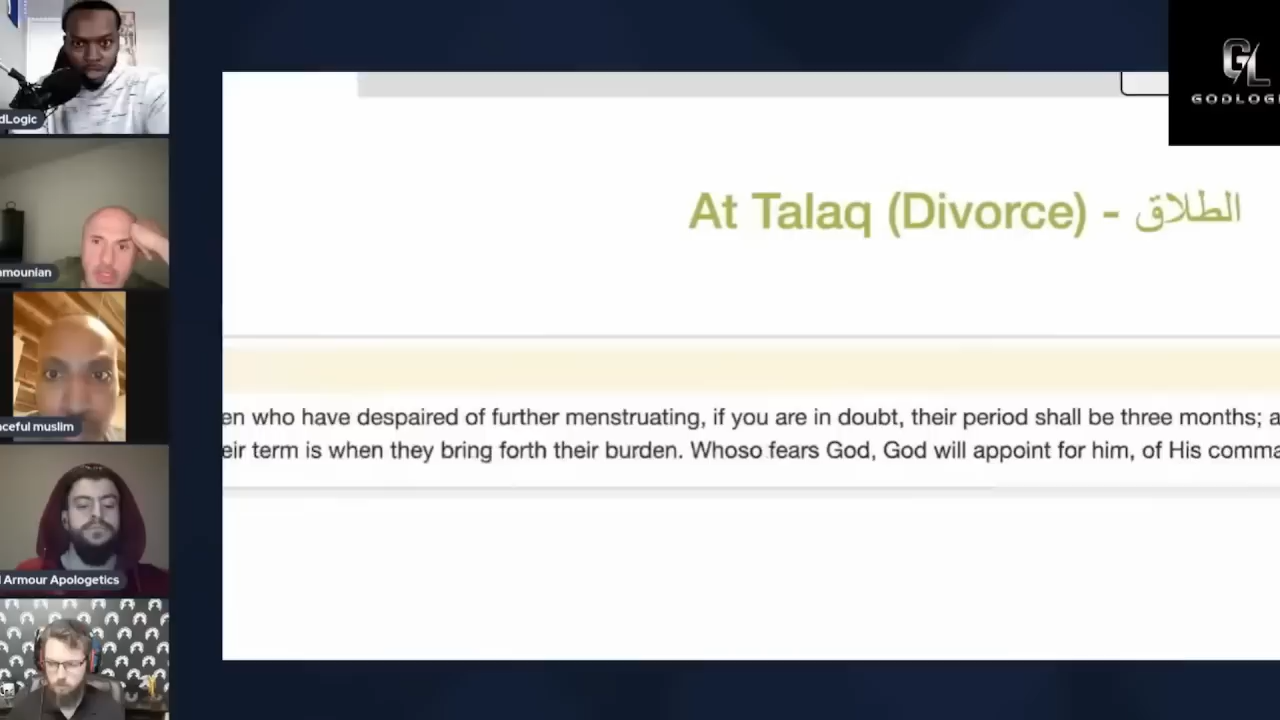 dLogic
GL
GODLOGI
At Talaq (Divorce) - الطلاق
amounian
en who have despaired of further menstruating, if you are in doubt, their period shall be three months; a
eir term is when they bring forth their burden. Whoso fears God, God will appoint for him, of His comma
aceful muslim
l Armour Apologetics